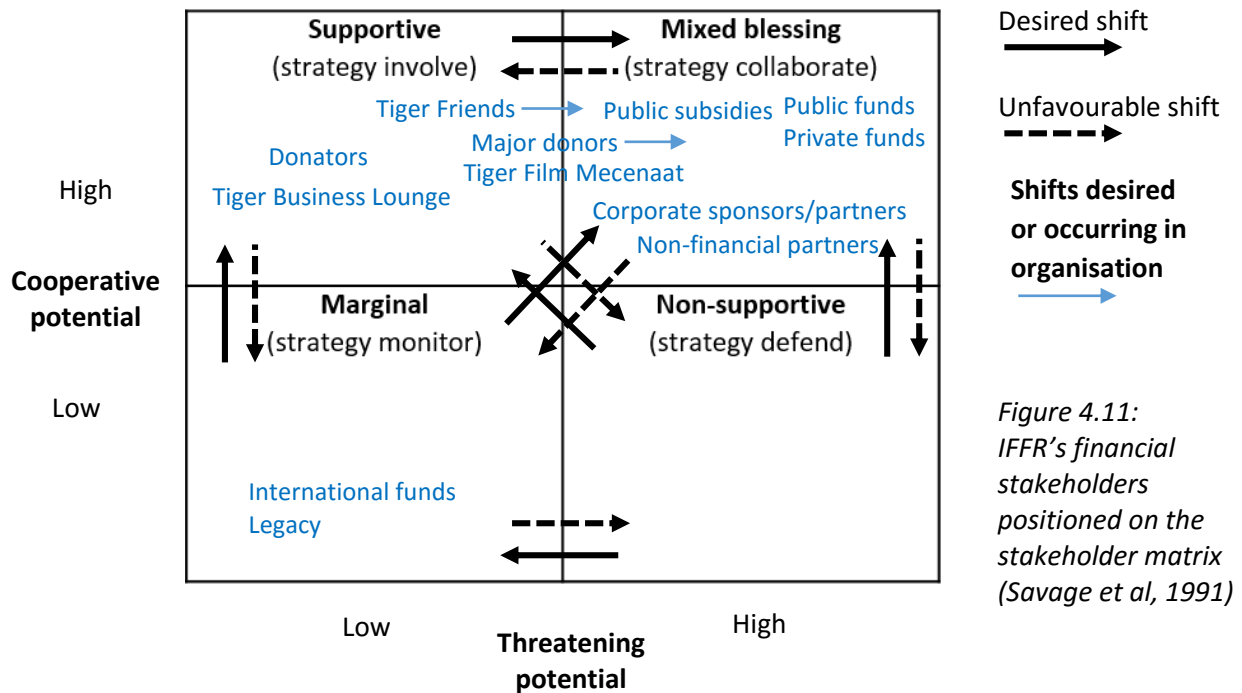 Supportive
(strategy involve)
Mixed blessing
(strategy collaborate)
Tiger Friends
Public subsidies
Public funds
Private funds
Major donors
Tiger Film Mecenaat
Donators
Tiger Business Lounge
Corporate sponsors/partners
Non-financial partners
High
Cooperative
potential
Low
Marginal
(strategy monitor)
Non-supportive
(strategy defend)
International funds
Legacy
Low
Threatening
potential
High
Desired shift
Unfavourable shift
Shifts desired
or occurring in
organisation
Figure 4.11:
IFFR’s financial
stakeholders
positioned on the
stakeholder matrix
(Savage et al, 1991)